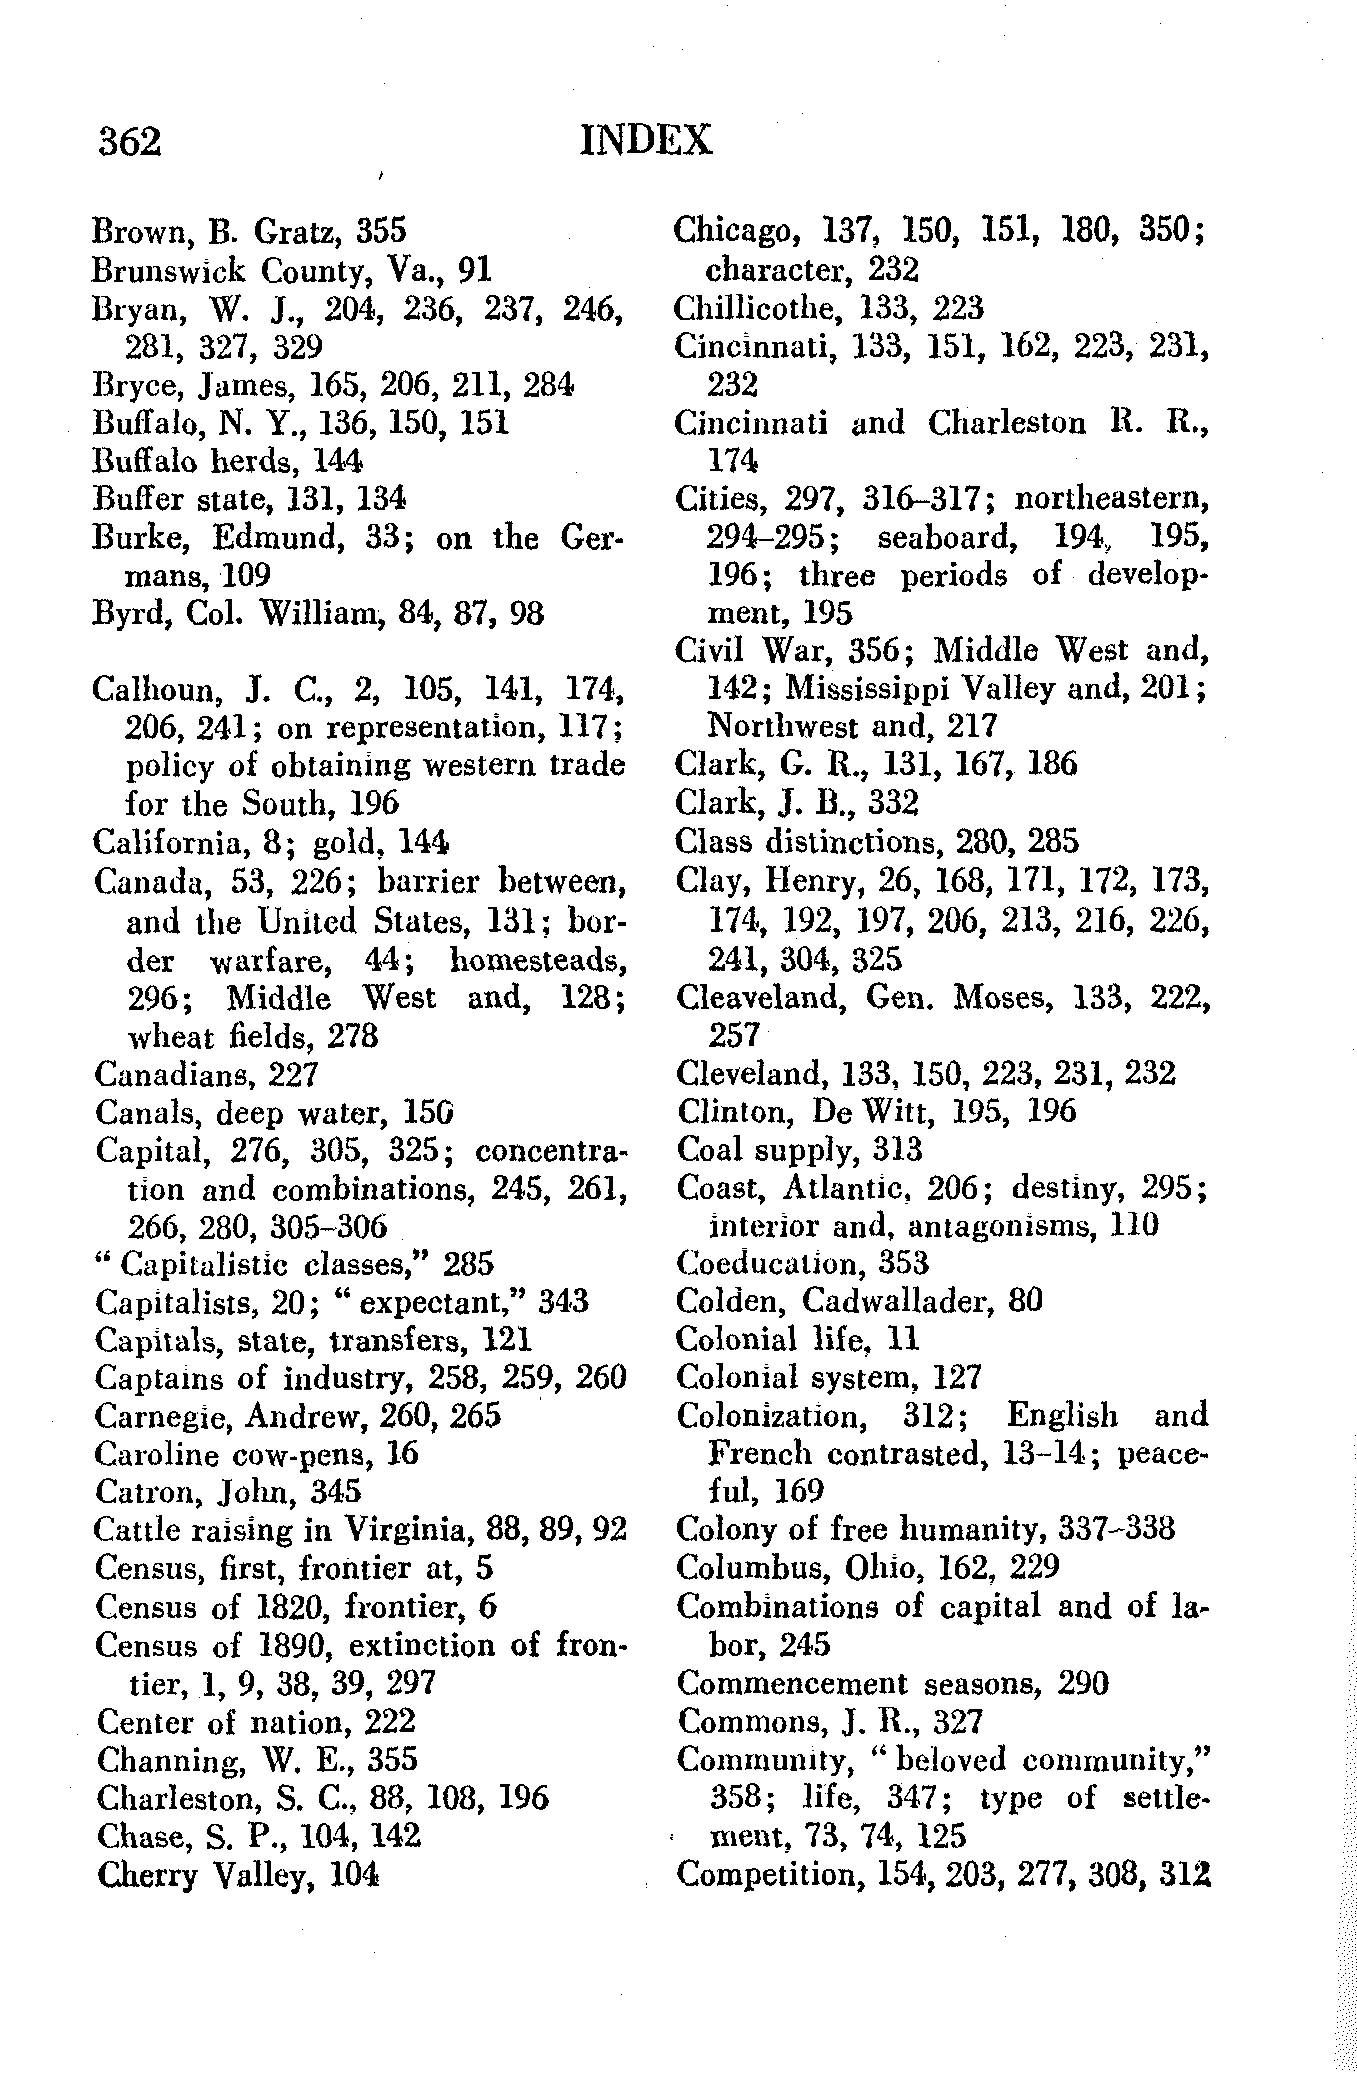 362
INDEX
Brown, B. Gratz, 355
Brunswick County, Va., 91
Bryan, W. J., 204, 236, 237, 246,
281, 327, 329
Bryce, James, 165, 206, 211, 284
Buffalo, N. Y., 136, 150, 151
Buffalo herds, 144
Buffer state, 131, 134
Burke, Edmund, 33; on the Ger-
mans, 109
Byrd, Col. William, 84, 87, 98
Calhoun, J. C., 2, 105, 141, 174,
206, 241; on representation, 117;
policy of obtaining western trade
for the South, 196
California, 8; gold, 144
Canada, 53, 226; barrier between,
and the United States, 131; bor-
der warfare, 44; homesteads,
296; Middle West and, 128;
wheat fields, 278
Canadians, 227
Canals, deep water, 150
Capital, 276, 305, 325; concentra-
tion and combinations, 245, 261,
266, 280, 305–306
“ Capitalistic classes,” 285
Capitalists, 20; “ expectant,” 343
Capitals, state, transfers, 121
Captains of industry, 258, 259, 260
Carnegie, Andrew, 260, 265
Caroline cow-pens, 16
Catron, John, 345
Cattle raising in Virginia, 88, 89, 92
Census, first, frontier at, 5
Census of 1820, frontier, 6
Census of 1890, extinction of fron-
tier, 1, 9, 38, 39, 297
Center of nation, 222
Channing, W. E., 355
Charleston, S. C., 88, 108, 196
Chase, S. P., 104, 142
Cherry Valley, 104
Chicago, 137, 150, 151, 180, 350;
character, 232
Chillicothe, 133, 223
Cincinnati, 133, 151, 162, 223, 231,
232
Cincinnati and Charleston R. R.,
174
Cities, 297, 316–317; northeastern,
294–295; seaboard, 194, 195,
196; three periods of develop-
ment, 195
Civil War, 356; Middle West and,
142; Mississippi Valley and, 201;
Northwest and, 217
Clark, G. R., 131, 167, 186
Clark, J. B., 332
Class distinctions, 280, 285
Clay, Henry, 26, 168, 171, 172, 173,
174, 192, 197, 206, 213, 216, 226,
241, 304, 325
Cleaveland, Gen. Moses, 133, 222,
257
Cleveland, 133, 150, 223, 231, 232
Clinton, De Witt, 195, 196
Coal supply, 313
Coast, Atlantic, 206; destiny, 295;
interior and, antagonisms, 110
Coeducation, 353
Colden, Cadwallader, 80
Colonial life, 11
Colonial system, 127
Colonization, 312; English and
French contrasted, 13–14; peace-
ful, 169
Colony of free humanity, 337–338
Columbus, Ohio, 162, 229
Combinations of capital and of la-
bor, 245
Commencement seasons, 290
Commons, J. R., 327
Community, “ beloved community,”
358; life, 347; type of settle-
ment, 73, 74, 125
Competition, 154, 203, 277, 308, 312